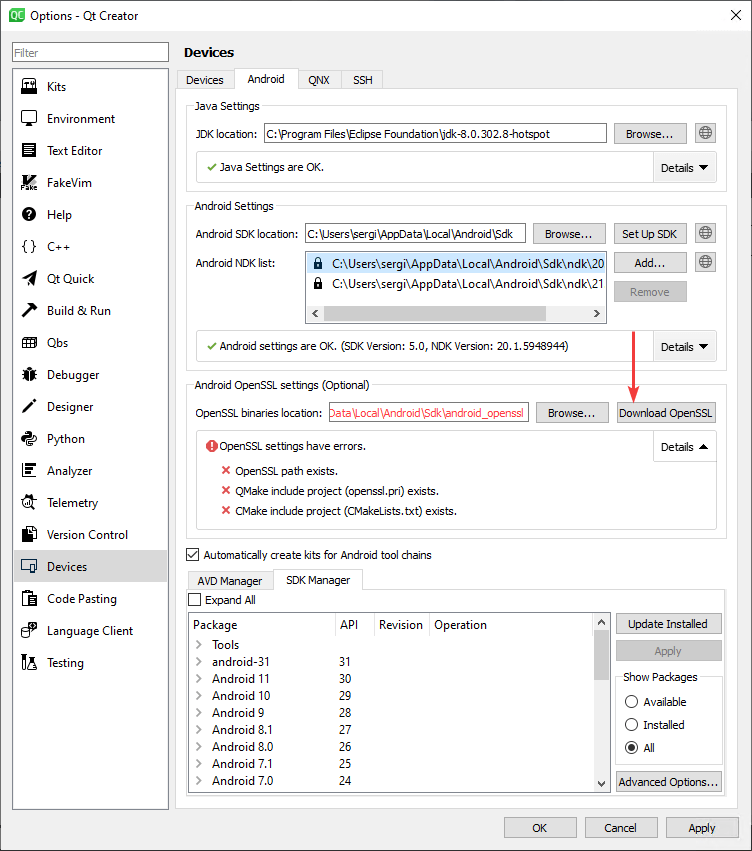 Options - Qt Creator
Filter
Kits
Environment
Text Editor
FakeVim
Help
C++
Qt Quick
Build & Run
Qbs
Debugger
Designer
Python
Analyzer
Telemetry
Version Control
Devices
Code Pasting
Language Client
Testing
Devices
Devices Android QNX SSH
Java Settings
JDK location: C:\Program Files\Eclipse Foundation\jdk-8.0.302.8-hotspot Browse...
Java Settings are OK. Details
Android Settings
Android SDK location: C:\Users\sergi\AppData\Local\Android\Sdk Browse... Set Up SDK
Android NDK list: C:\Users\sergi\AppData\Local\Android\Sdk\ndk\20 Add...
C:\Users\sergi\AppData\Local\Android\Sdk\ndk\21 Remove
Android settings are OK. (SDK Version: 5.0, NDK Version: 20.1.5948944) Details
Android OpenSSL settings (Optional)
OpenSSL binaries location: Data\Local\Android\Sdk\android_openssl Browse... Download OpenSSL
OpenSSL settings have errors. Details
OpenSSL path exists.
QMake include project (openssl.pri) exists.
CMake include project (CMakeLists.txt) exists.
Automatically create kits for Android tool chains
AVD Manager SDK Manager
Expand All
Package API Revision Operation
Tools
android-31 31
Android 11 30
Android 10 29
Android 9 28
Android 8.1 27
Android 8.0 26
Android 7.1 25
Android 7.0 24
Update Installed
Apply
Show Packages
Available
Installed
All
Advanced Options...
OK Cancel Apply